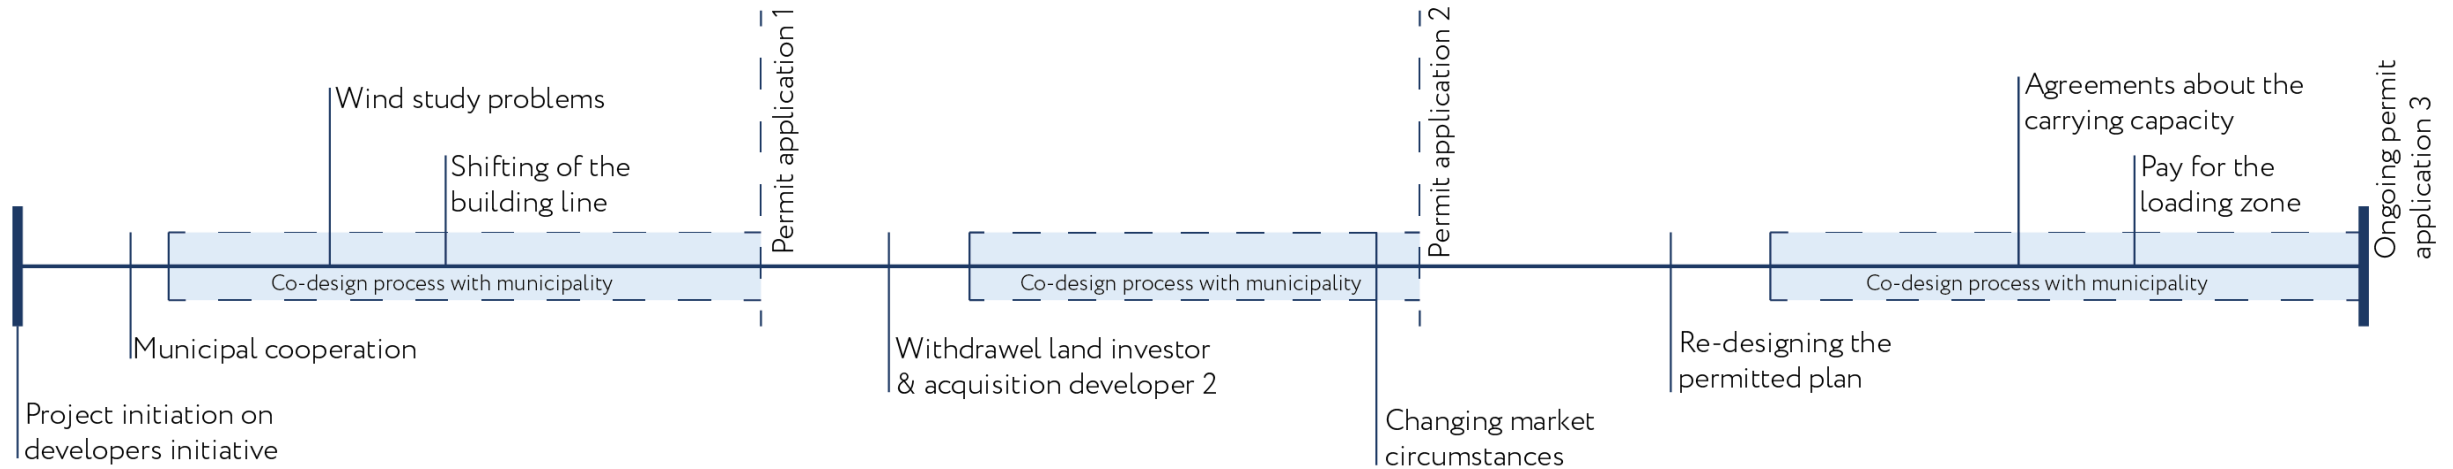 Project initiation on
developers initiative
Municipal cooperation
Co-design process with municipality
Wind study problems
Shifting of the
building line
Permit application 1
Withdrawel land investor
& acquisition developer 2
Co-design process with municipality
Changing market
circumstances
Permit application 2
Re-designing the
permitted plan
Co-design process with municipality
Agreements about the
carrying capacity
Pay for the
loading zone
Ongoing permit
application 3